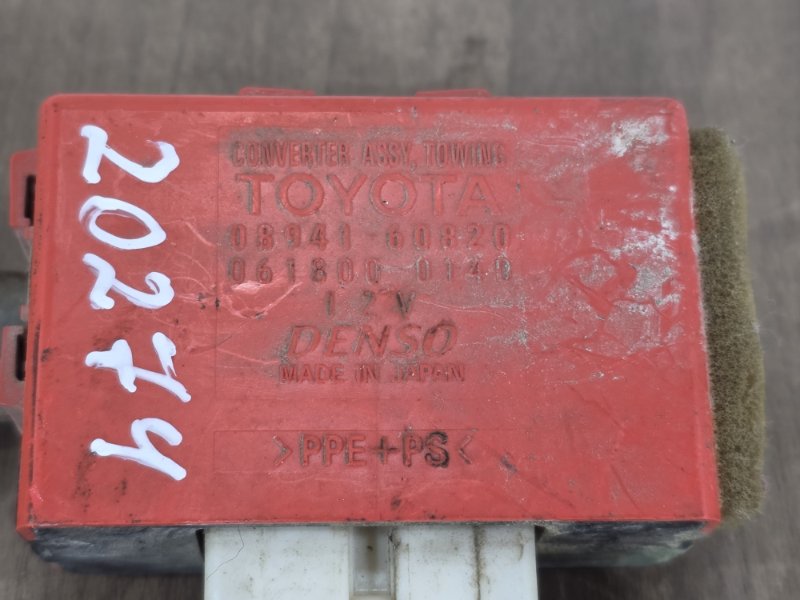 CONVERTER ASSY, TOWING
TOYOTA
08941-60820
061800-0140
12V
DENSO
MADE IN JAPAN
>PPE+PS<
20274